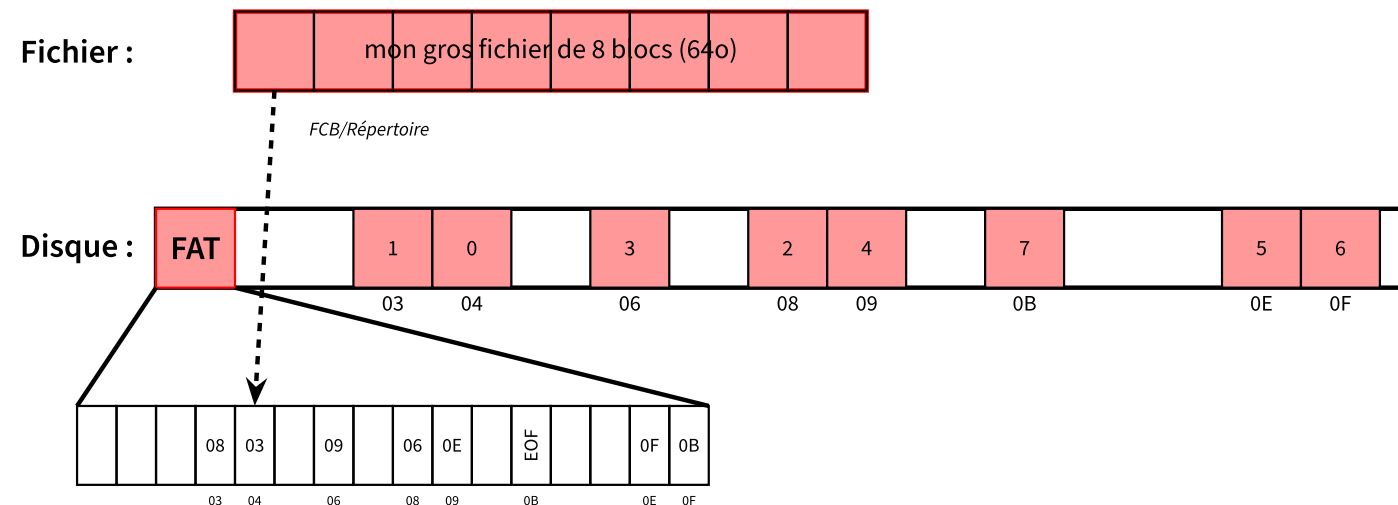 Fichier :
mon gros fichier de 8 blocs (64o)
FCB/Répertoire
Disque :
FAT
1 0 3 2 4 7 5 6
03 04 06 08 09 0B 0E 0F
08 03 09 06 0E EOF 0F 0B
03 04 06 08 09 0B 0E 0F